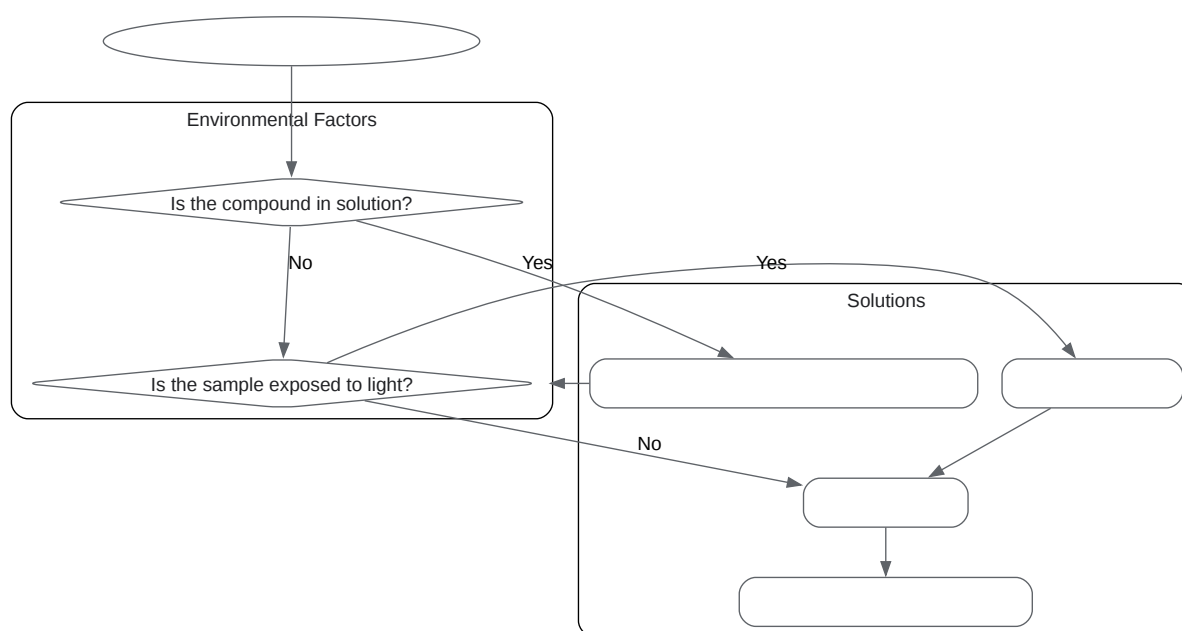 Environmental Factors
Is the compound in solution?
No
Yes
Yes
Solutions
Is the sample exposed to light?
No